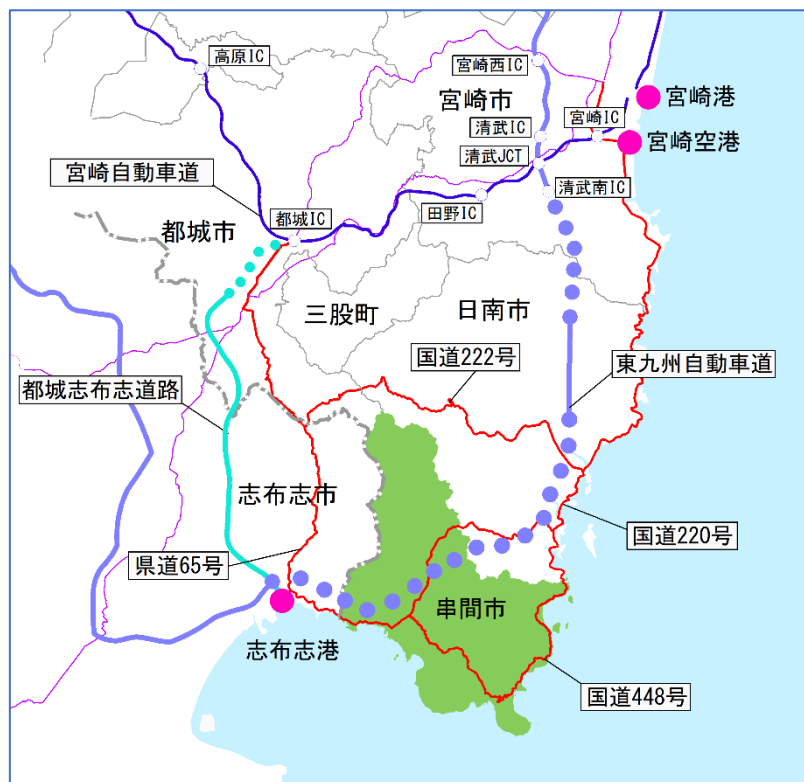 高原IC
宮崎西IC
宮崎市
宮崎港
宮崎IC
清武IC
宮崎空港
清武JCT
宮崎自動車道
清武南IC
田野IC
都城IC
都城市
三股町
日南市
国道222号
東九州自動車道
都城志布志道路
志布志市
国道220号
県道65号
串間市
志布志港
国道448号